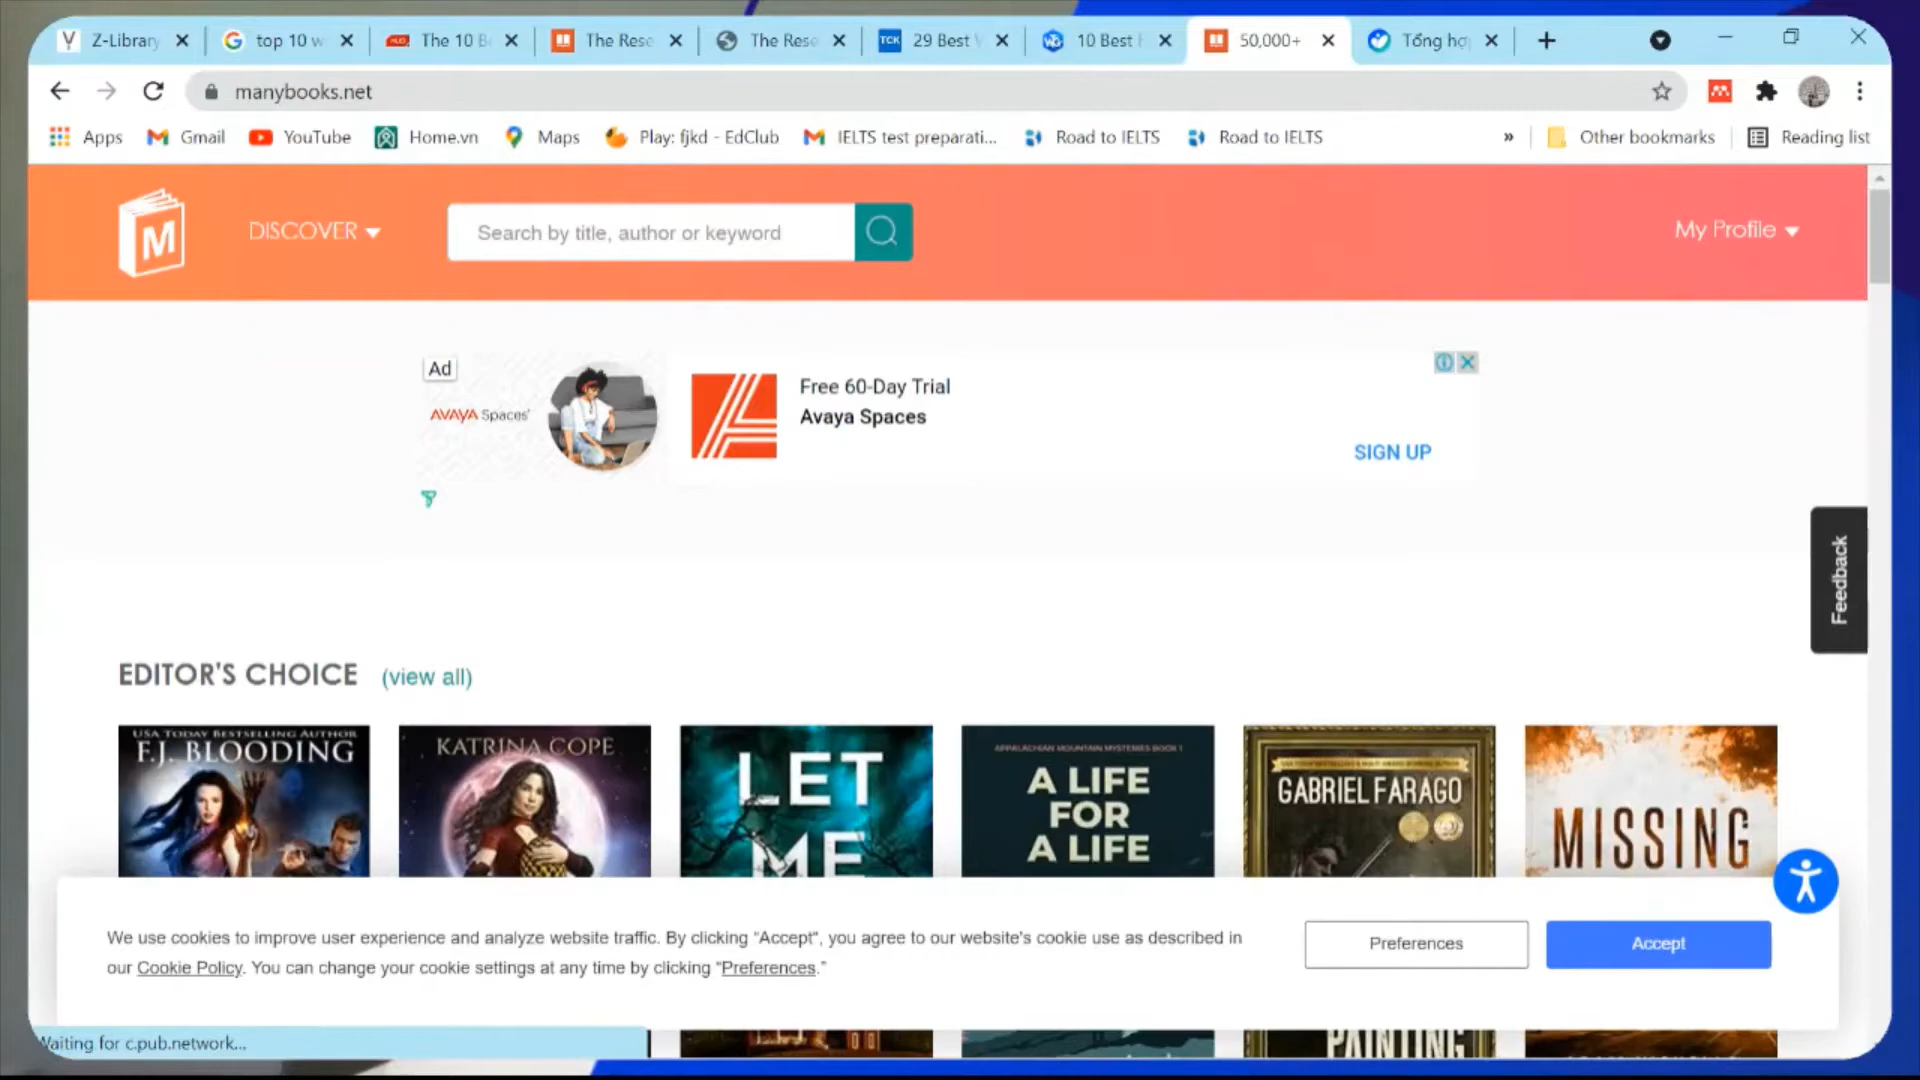 Z-Library
top 10 w
The 10 B
The Rese
The Rese
29 Best
10 Best
50,000+
Tổng hợ
manybooks.net
Apps
Gmail
YouTube
Home.vn
Maps
Play: fjkd - EdClub
IELTS test preparati...
Road to IELTS
Road to IELTS
»
Other bookmarks
Reading list
M
DISCOVER
Search by title, author or keyword
My Profile
Ad
AVAYA Spaces
Free 60-Day Trial
Avaya Spaces
SIGN UP
Feedback
EDITOR'S CHOICE (view all)
USA TODAY BESTSELLING AUTHOR
F.J. BLOODING
KATRINA COPE
LET
ME
APPALACHIAN MOUNTAIN MYSTERIES BOOK 1
A LIFE
FOR
A LIFE
GABRIEL FARAGO
MISSING
We use cookies to improve user experience and analyze website traffic. By clicking "Accept", you agree to our website's cookie use as described in
our Cookie Policy. You can change your cookie settings at any time by clicking "Preferences."
Preferences
Accept
Waiting for c.pub.network...
PAINTING